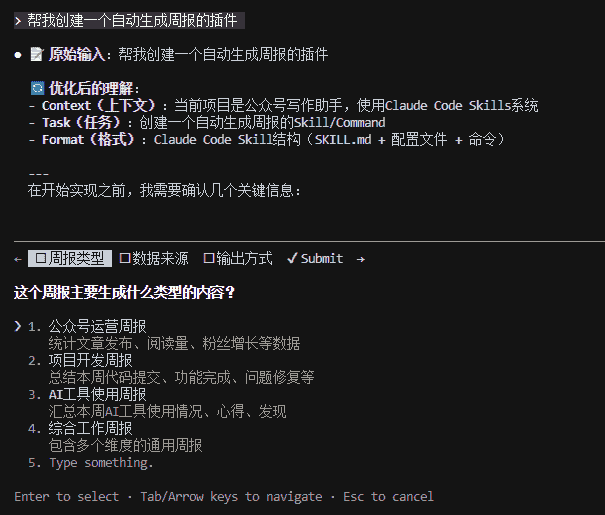 > 帮我创建一个自动生成周报的插件
● 📝 原始输入：帮我创建一个自动生成周报的插件
🔄 优化后的理解：
- Context（上下文）：当前项目是公众号写作助手，使用Claude Code Skills系统
- Task（任务）：创建一个自动生成周报的Skill/Command
- Format（格式）：Claude Code Skill结构（SKILL.md + 配置文件 + 命令）
---
在开始实现之前，我需要确认几个关键信息：
← □ 周报类型 □ 数据来源 □ 输出方式 ✓ Submit →
这个周报主要生成什么类型的内容？
❯ 1. 公众号运营周报
统计文章发布、阅读量、粉丝增长等数据
2. 项目开发周报
总结本周代码提交、功能完成、问题修复等
3. AI工具使用周报
汇总本周AI工具使用情况、心得、发现
4. 综合工作周报
包含多个维度的通用周报
5. Type something.
Enter to select · Tab/Arrow keys to navigate · Esc to cancel